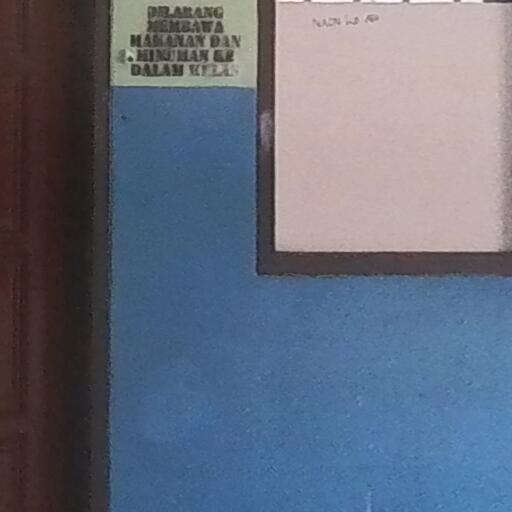 DILARANG
MEMBAWA
MAKANAN DAN
MINUMAN KE
DALAM KELAS